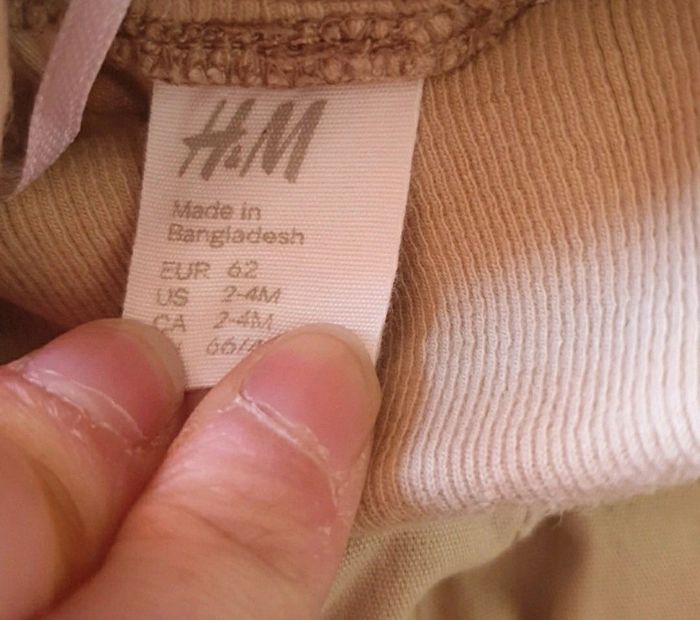 H&M
Made in
Bangladesh
EUR 62
US 2-4M
CA 2-4M